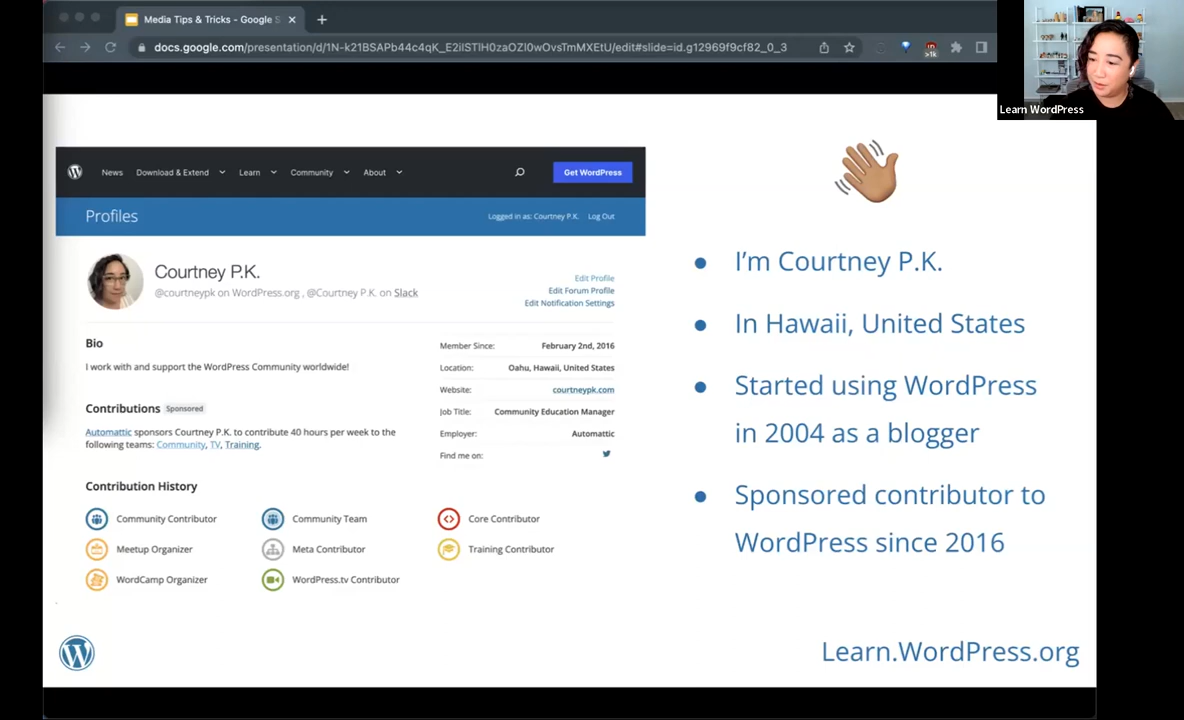 Media Tips & Tricks - Google S
docs.google.com/presentation/d/1N-k21BSAPb44c4qK_E2iISTlH0zaOZl0wOvsTmMXEtU/edit#slide=id.g12969f9cf82_0_3
>1k
Learn WordPress
News Download & Extend Learn Community About Get WordPress
Profiles Logged in as: Courtney P.K. Log Out
Courtney P.K.
@courtneypk on WordPress.org , @Courtney P.K. on Slack
Edit Profile
Edit Forum Profile
Edit Notification Settings
Bio
I work with and support the WordPress Community worldwide!
Contributions Sponsored
Automattic sponsors Courtney P.K. to contribute 40 hours per week to the
following teams: Community, TV, Training.
Member Since: February 2nd, 2016
Location: Oahu, Hawaii, United States
Website: courtneypk.com
Job Title: Community Education Manager
Employer: Automattic
Find me on:
Contribution History
Community Contributor Community Team Core Contributor
Meetup Organizer Meta Contributor Training Contributor
WordCamp Organizer WordPress.tv Contributor
● I’m Courtney P.K.
● In Hawaii, United States
● Started using WordPress
in 2004 as a blogger
● Sponsored contributor to
WordPress since 2016
Learn.WordPress.org